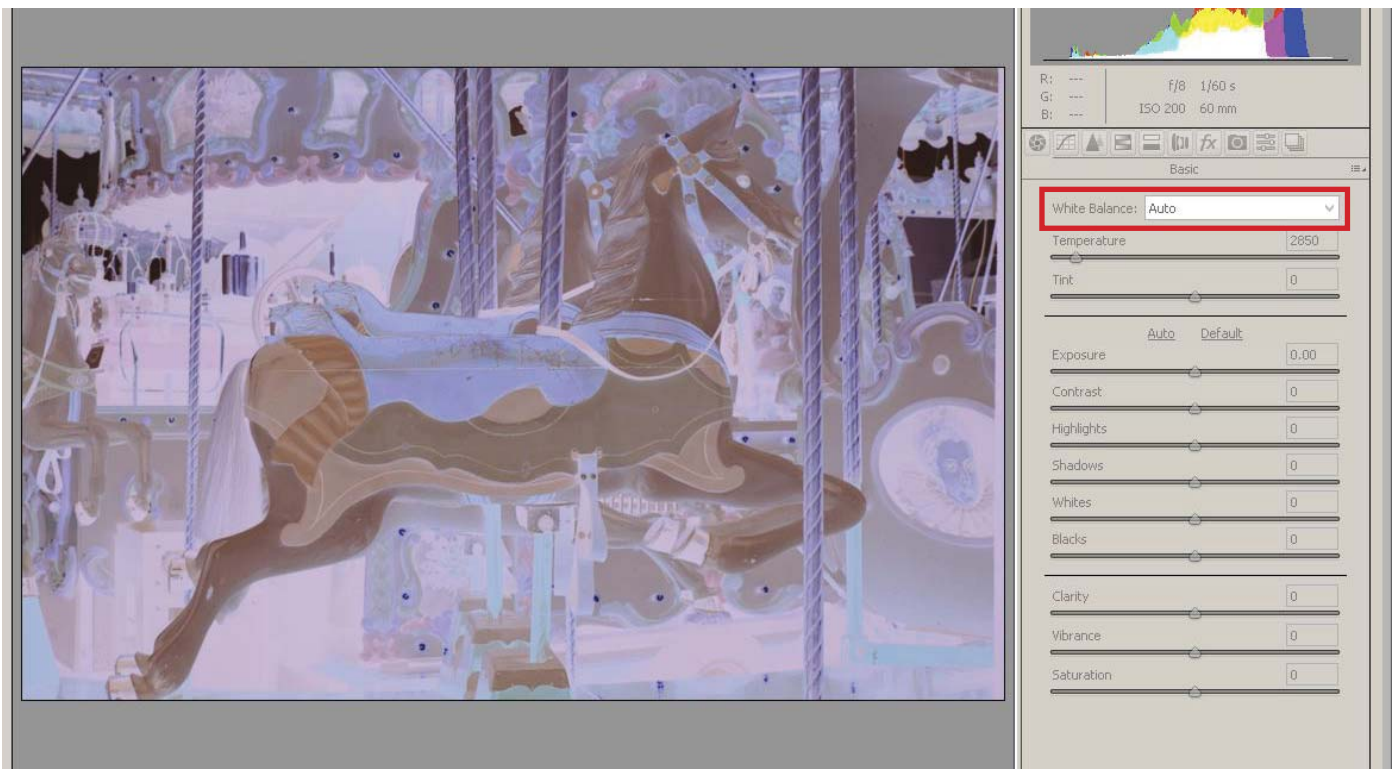 R: ---
G: ---
B: ---
f/8 1/60 s
ISO 200 60 mm
fx
Basic
White Balance: Auto
Temperature 2850
Tint 0
Auto Default
Exposure 0.00
Contrast 0
Highlights 0
Shadows 0
Whites 0
Blacks 0
Clarity 0
Vibrance 0
Saturation 0